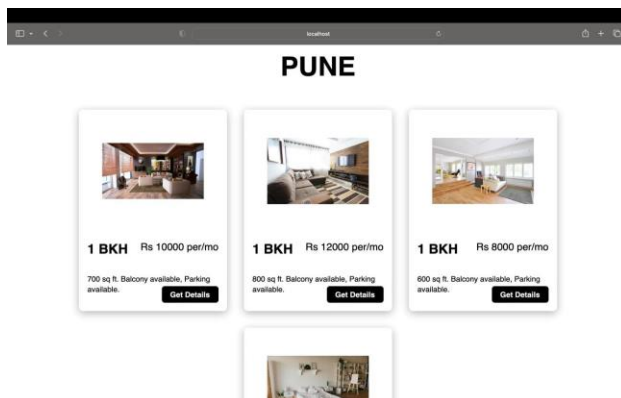 localhost
PUNE
1 BKH Rs 10000 per/mo
700 sq ft. Balcony available, Parking
available.
Get Details
1 BKH Rs 12000 per/mo
800 sq ft. Balcony available, Parking
available.
Get Details
1 BKH Rs 8000 per/mo
600 sq ft. Balcony available, Parking
available.
Get Details